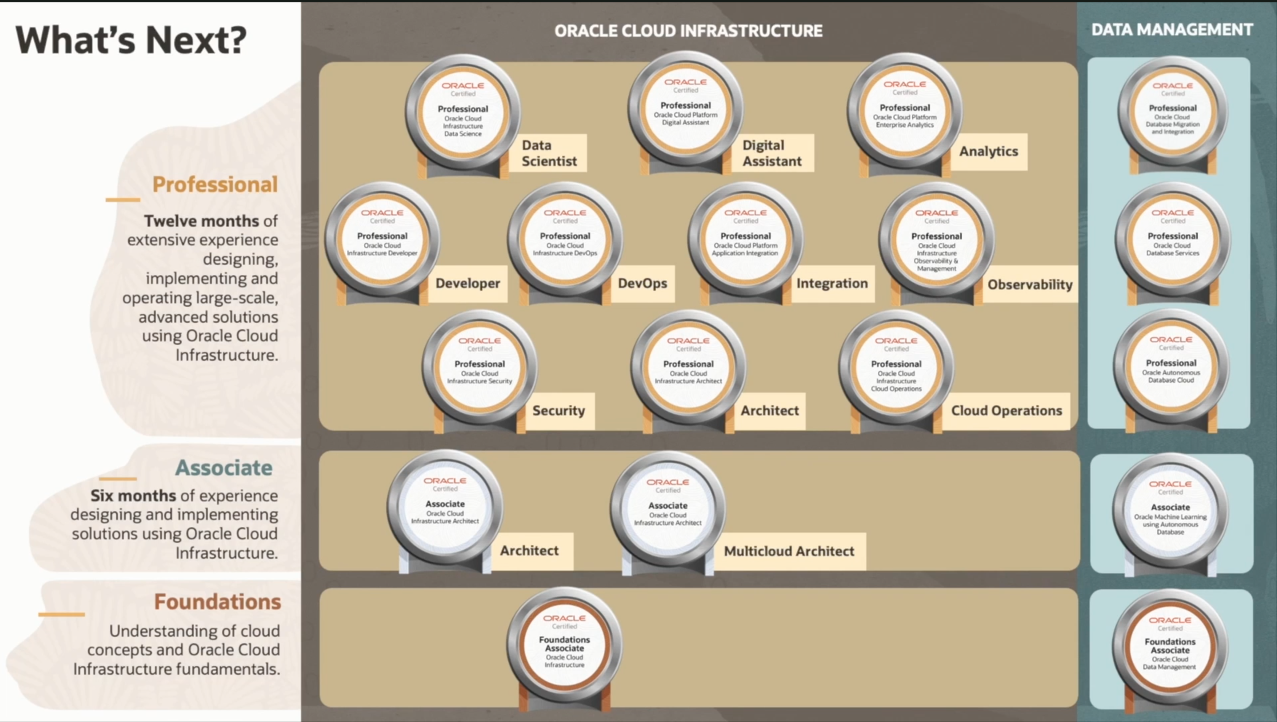 What's Next?
ORACLE CLOUD INFRASTRUCTURE
DATA MANAGEMENT
Professional
Twelve months of
extensive experience
designing,
implementing and
operating large-scale,
advanced solutions
using Oracle Cloud
Infrastructure.
ORACLE
Certified
Professional
Oracle Cloud
Infrastructure
Data Science
Data
Scientist
ORACLE
Certified
Professional
Oracle Cloud Platform
Digital Assistant
Digital
Assistant
ORACLE
Certified
Professional
Oracle Cloud Platform
Enterprise Analytics
Analytics
ORACLE
Certified
Professional
Oracle Cloud
Database Migration
and Integration
ORACLE
Certified
Professional
Oracle Cloud
Infrastructure Developer
Developer
ORACLE
Certified
Professional
Oracle Cloud
Infrastructure DevOps
DevOps
ORACLE
Certified
Professional
Oracle Cloud Platform
Application Integration
Integration
ORACLE
Certified
Professional
Oracle Cloud
Infrastructure
Observability &
Management
Observability
ORACLE
Certified
Professional
Oracle Cloud
Database Services
ORACLE
Certified
Professional
Oracle Cloud
Infrastructure Security
Security
ORACLE
Certified
Professional
Oracle Cloud
Infrastructure Architect
Architect
ORACLE
Certified
Professional
Oracle Cloud
Infrastructure
Cloud Operations
Cloud Operations
ORACLE
Certified
Professional
Oracle Autonomous
Database Cloud
Associate
Six months of experience
designing and implementing
solutions using Oracle Cloud
Infrastructure.
ORACLE
Certified
Associate
Oracle Cloud
Infrastructure Architect
Architect
ORACLE
Certified
Associate
Oracle Cloud
Infrastructure Architect
Multicloud Architect
ORACLE
Certified
Associate
Oracle Machine Learning
using Autonomous
Database
Foundations
Understanding of cloud
concepts and Oracle Cloud
Infrastructure fundamentals.
ORACLE
Certified
Foundations
Associate
Oracle Cloud
Infrastructure
ORACLE
Certified
Foundations
Associate
Oracle Cloud
Data Management